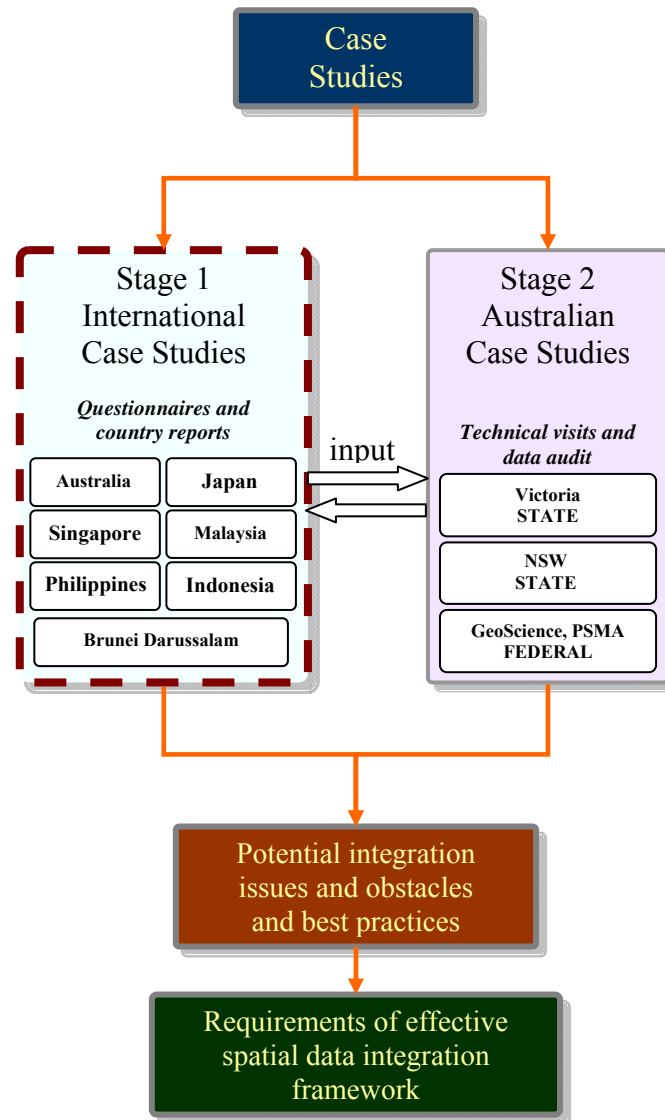 Case
Studies
Stage 1
International
Case Studies
Questionnaires and
country reports
Australia
Japan
Singapore
Malaysia
Philippines
Indonesia
Brunei Darussalam
input
Stage 2
Australian
Case Studies
Technical visits and
data audit
Victoria
STATE
NSW
STATE
GeoScience, PSMA
FEDERAL
Potential integration
issues and obstacles
and best practices
Requirements of effective
spatial data integration
framework